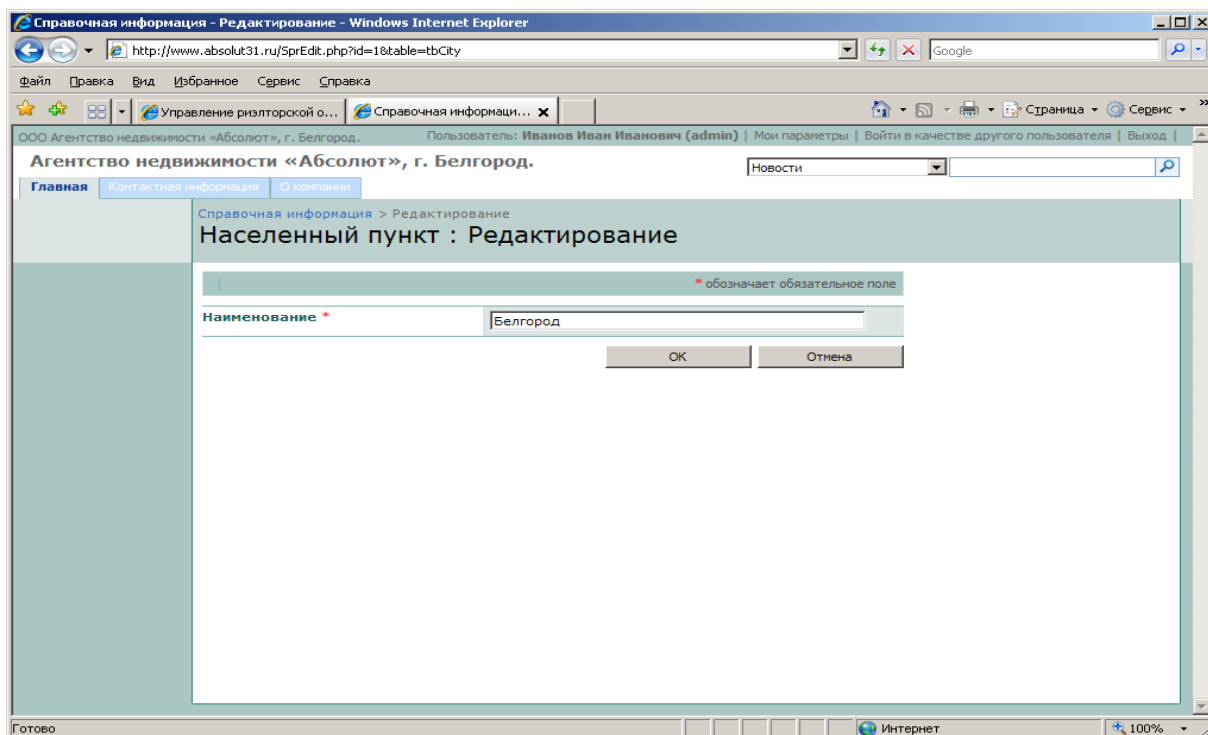 Справочная информация - Редактирование - Windows Internet Explorer
http://www.absolut31.ru/SprEdit.php?id=1&table=tbCity
Google
Файл Правка Вид Избранное Сервис Справка
Управление риэлторской о... Справочная информаци... Страница Сервис »
ООО Агентство недвижимости «Абсолют», г. Белгород. Пользователь: Иванов Иван Иванович (admin) | Мои параметры | Войти в качестве другого пользователя | Выход |
Агентство недвижимости «Абсолют», г. Белгород.
Новости
Главная Контактная информация О компании
Справочная информация > Редактирование
Населенный пункт : Редактирование
| * обозначает обязательное поле
Наименование * Белгород
OK Отмена
Готово Интернет 100%